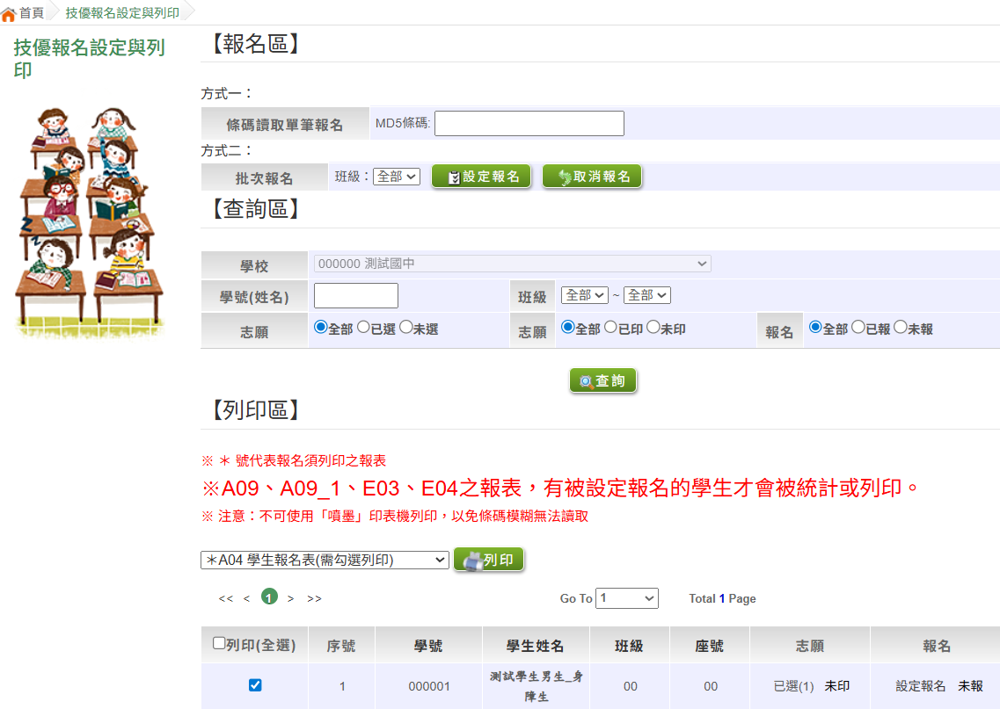 首頁 技優報名設定與列印
技優報名設定與列
印
【報名區】
方式一：
條碼讀取單筆報名 MD5條碼:
方式二：
批次報名 班級：全部 設定報名 取消報名
【查詢區】
學校 000000 測試國中
學號(姓名) 班級 全部 ~ 全部
志願 全部 已選 未選 志願 全部 已印 未印 報名 全部 已報 未報
查詢
【列印區】
※ ＊ 號代表報名須列印之報表
※A09、A09_1、E03、E04之報表，有被設定報名的學生才會被統計或列印。
※ 注意：不可使用「噴墨」印表機列印，以免條碼模糊無法讀取
＊A04 學生報名表(需勾選列印) 列印
<< < 1 > >> Go To 1 Total 1 Page
列印(全選) 序號 學號 學生姓名 班級 座號 志願 報名
1 000001 測試學生男生_身 00 00 已選(1) 未印 設定報名 未報
障生